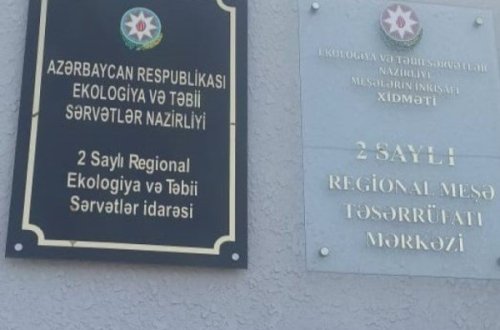 AZƏRBAYCAN RESPUBLİKASI
EKOLOGİYA VƏ TƏBİİ
SƏRVƏTLƏR NAZİRLİYİ
2 Saylı Regional
Ekologiya və Təbii
Sərvətlər idarəsi
EKOLOGİYA VƏ TƏBİİ SƏRVƏTLƏR
NAZİRLİYİ
MEŞƏLƏRİN İNKİŞAFI
XİDMƏTİ
2 SAYLI
REGIONAL MEŞƏ
TƏSƏRRÜFATI
MƏRKƏZİ